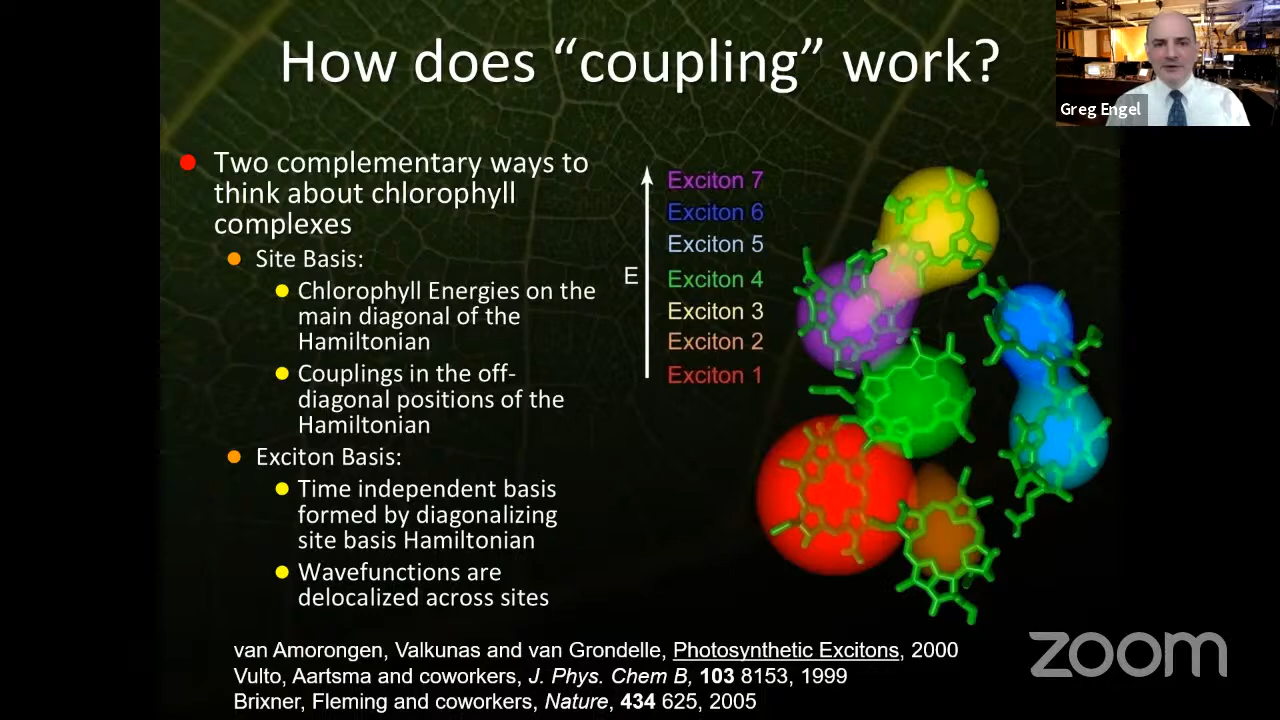 How does “coupling” work?
Greg Engel
Two complementary ways to
think about chlorophyll
complexes
Site Basis:
Chlorophyll Energies on the
main diagonal of the
Hamiltonian
Couplings in the off-
diagonal positions of the
Hamiltonian
Exciton Basis:
Time independent basis
formed by diagonalizing
site basis Hamiltonian
Wavefunctions are
delocalized across sites
E
Exciton 7
Exciton 6
Exciton 5
Exciton 4
Exciton 3
Exciton 2
Exciton 1
van Amorongen, Valkunas and van Grondelle, Photosynthetic Excitons, 2000
Vulto, Aartsma and coworkers, J. Phys. Chem B, 103 8153, 1999
Brixner, Fleming and coworkers, Nature, 434 625, 2005
zoom